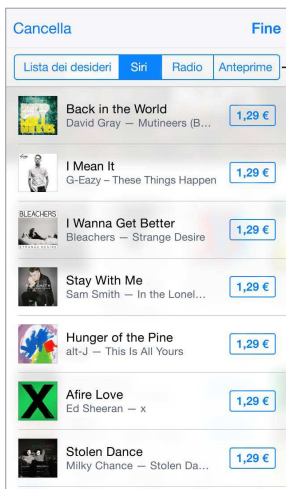 Cancella Fine
Lista dei desideri Siri Radio Anteprime
Back in the World
David Gray — Mutineers (B... 1,29 €
I Mean It
G-Eazy – These Things Happen 1,29 €
BLEACHERS
STRANGE DESIRE
I Wanna Get Better
Bleachers — Strange Desire 1,29 €
Stay With Me
Sam Smith — In the Lonel... 1,29 €
Hunger of the Pine
alt-J — This Is All Yours 1,29 €
Afire Love
Ed Sheeran — x 1,29 €
Stolen Dance
Milky Chance — Stolen Da... 1,29 €